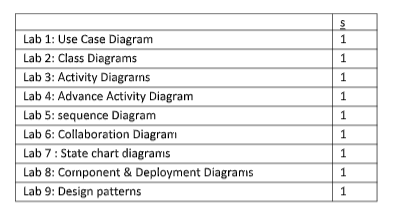 s
Lab 1: Use Case Diagram 1
Lab 2: Class Diagrams 1
Lab 3: Activity Diagrams 1
Lab 4: Advance Activity Diagram 1
Lab 5: sequence Diagram 1
Lab 6: Collaboration Diagram 1
Lab 7 : State chart diagrams 1
Lab 8: Component & Deployment Diagrams 1
Lab 9: Design patterns 1